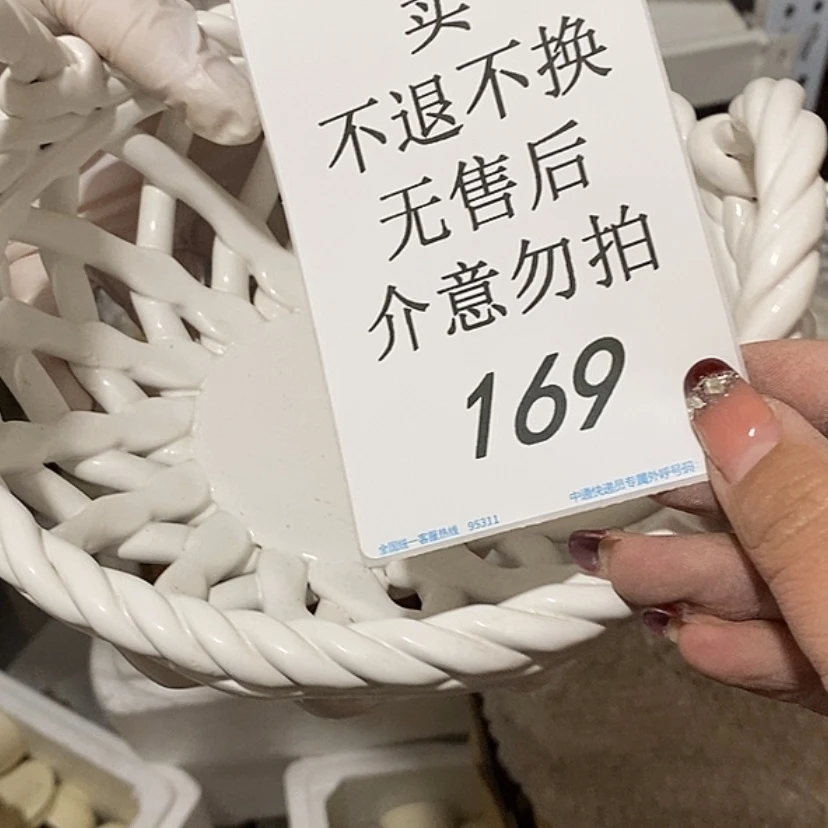 卖
不退不换
无售后
介意勿拍
169
中通快递员专属外呼号码
全国统一客服热线 95311